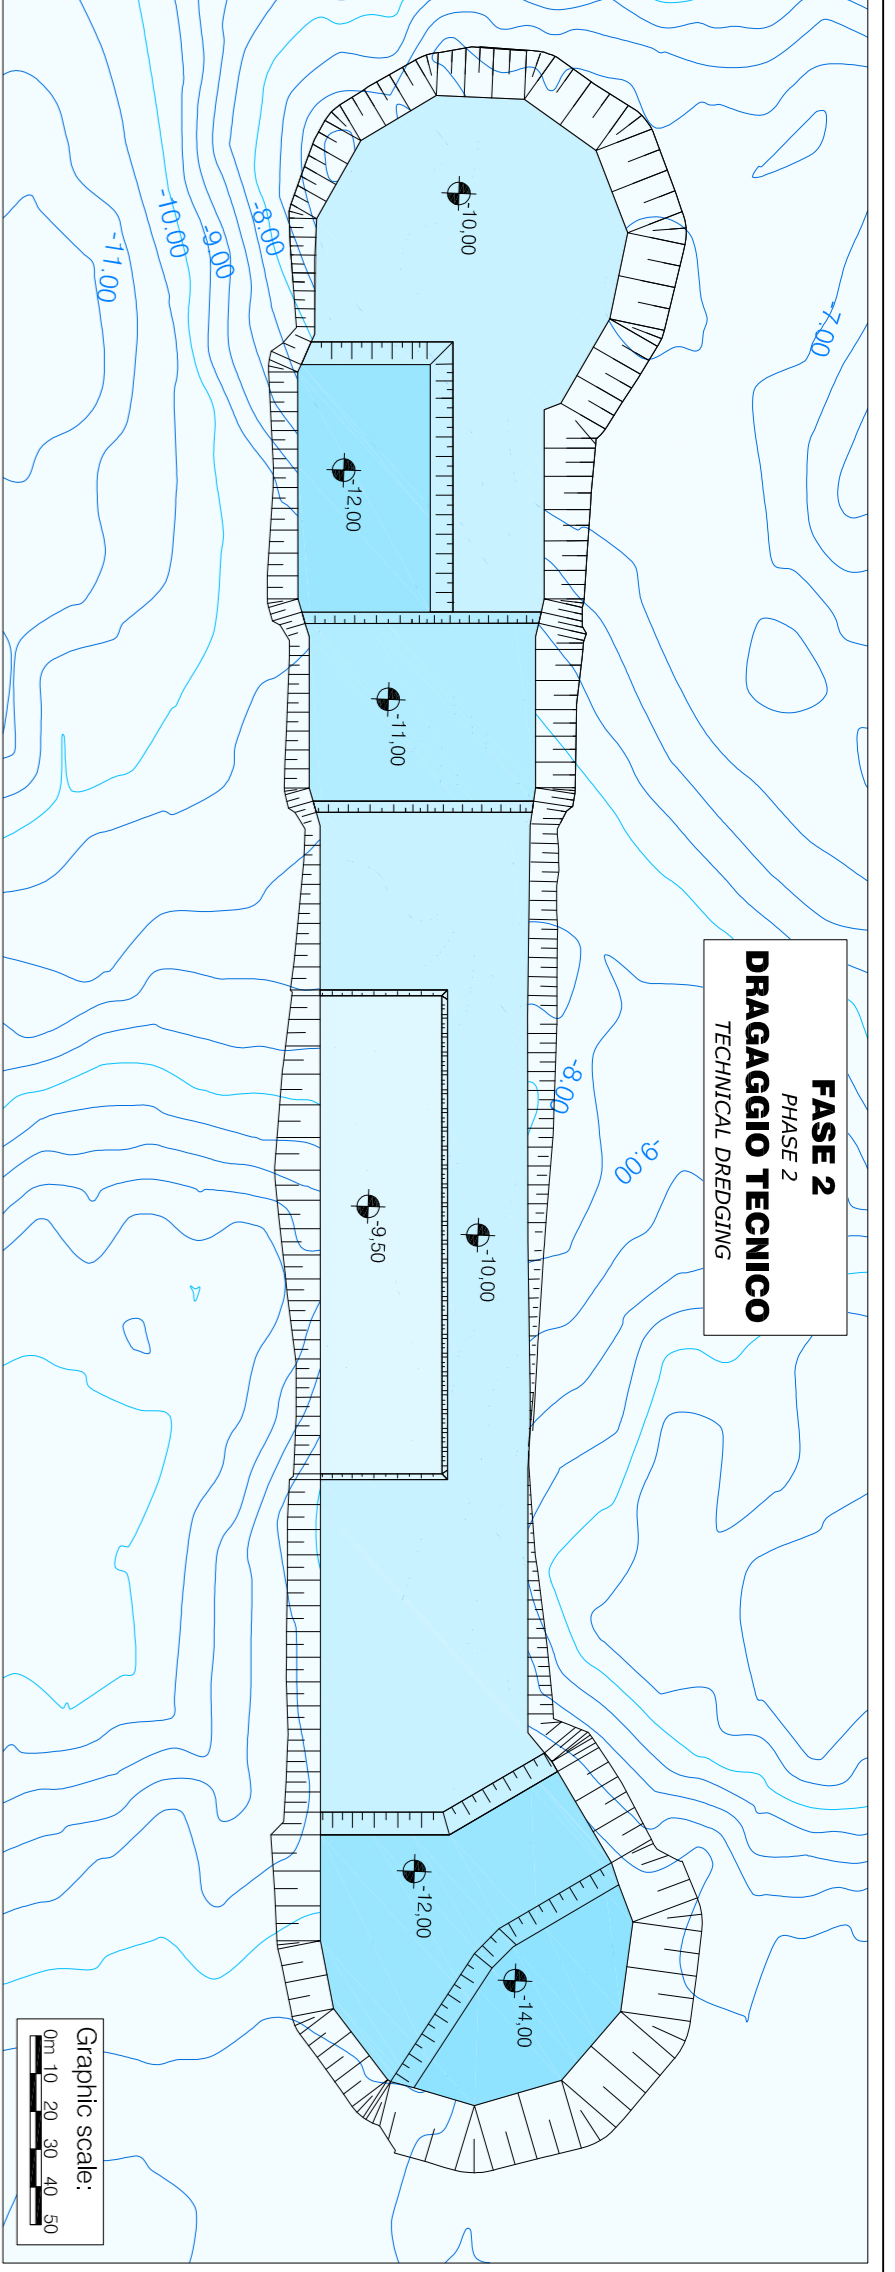 FASE 2
PHASE 2
DRAGAGGIO TECNICO
TECHNICAL DREDGING
-7.00
-10,00
-8.00
-9.00
-10.00
-11.00
-12,00
-11,00
-8.00
-9.00
-10,00
-9,50
-14,00
-12,00
Graphic scale:
0m 10 20 30 40 50